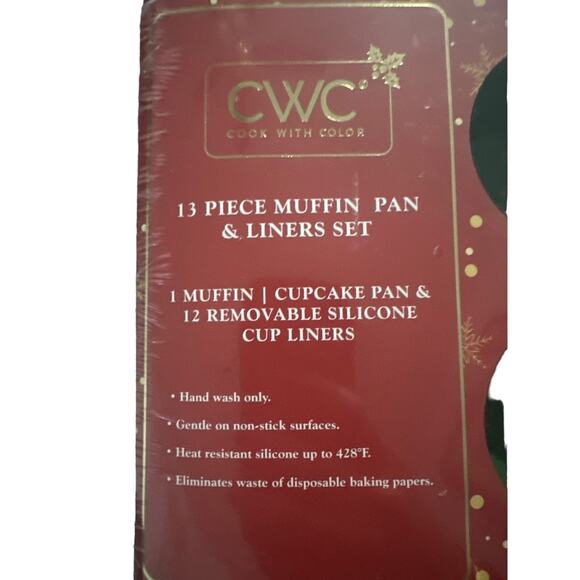 CWC
COOK WITH COLOR
13 PIECE MUFFIN PAN
& LINERS SET
1 MUFFIN | CUPCAKE PAN &
12 REMOVABLE SILICONE
CUP LINERS
• Hand wash only.
• Gentle on non-stick surfaces.
• Heat resistant silicone up to 428°F.
• Eliminates waste of disposable baking papers.